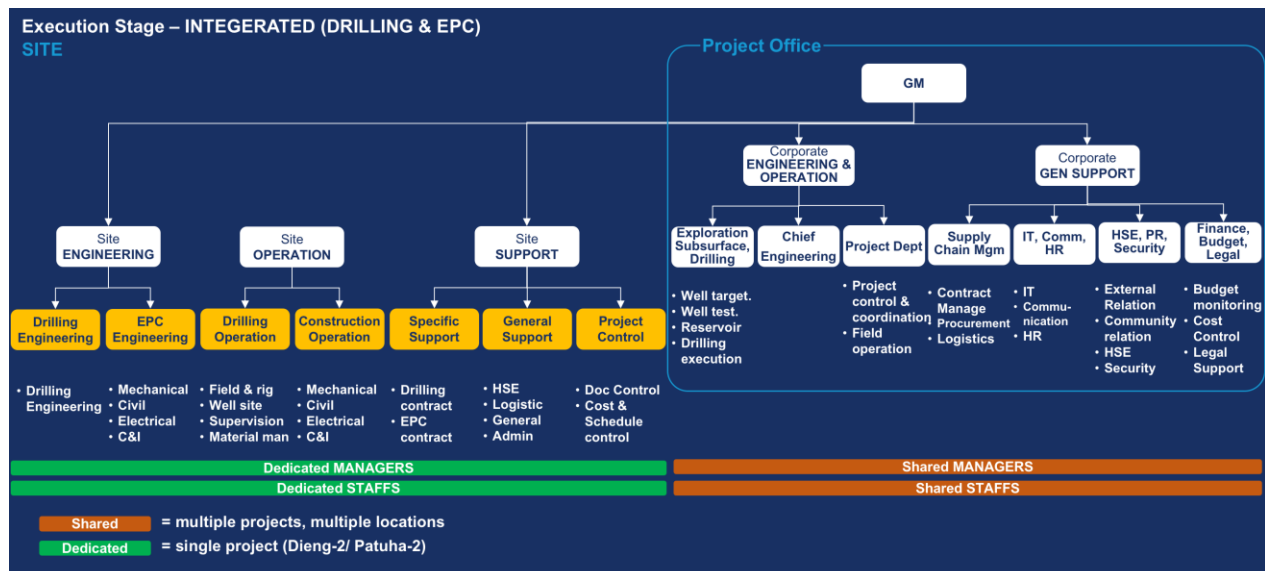 Execution Stage – INTEGERATED (DRILLING & EPC)
SITE
Project Office
GM
Corporate
ENGINEERING &
OPERATION
Corporate
GEN SUPPORT
Site
ENGINEERING
Site
OPERATION
Site
SUPPORT
Exploration
Subsurface,
Drilling
Chief
Engineering
Project Dept
Supply
Chain Mgm
IT, Comm,
HR
HSE, PR,
Security
Finance,
Budget,
Legal
• Well target.
• Well test.
• Reservoir
• Drilling
execution
• Project
control &
coordination
• Field
operation
• Contract
Manage
Procurement
• Logistics
• IT
• Commu-
nication
• HR
• External
Relation
• Community
relation
• HSE
• Security
• Budget
monitoring
• Cost
Control
• Legal
Support
Drilling
Engineering
EPC
Engineering
Drilling
Operation
Construction
Operation
Specific
Support
General
Support
Project
Control
• Drilling
Engineering
• Mechanical
• Civil
• Electrical
• C&I
• Field & rig
• Well site
• Supervision
• Material man
• Mechanical
• Civil
• Electrical
• C&I
• Drilling
contract
• EPC
contract
• HSE
• Logistic
• General
• Admin
• Doc Control
• Cost &
Schedule
control
Dedicated MANAGERS
Shared MANAGERS
Dedicated STAFFS
Shared STAFFS
Shared = multiple projects, multiple locations
Dedicated = single project (Dieng-2/ Patuha-2)